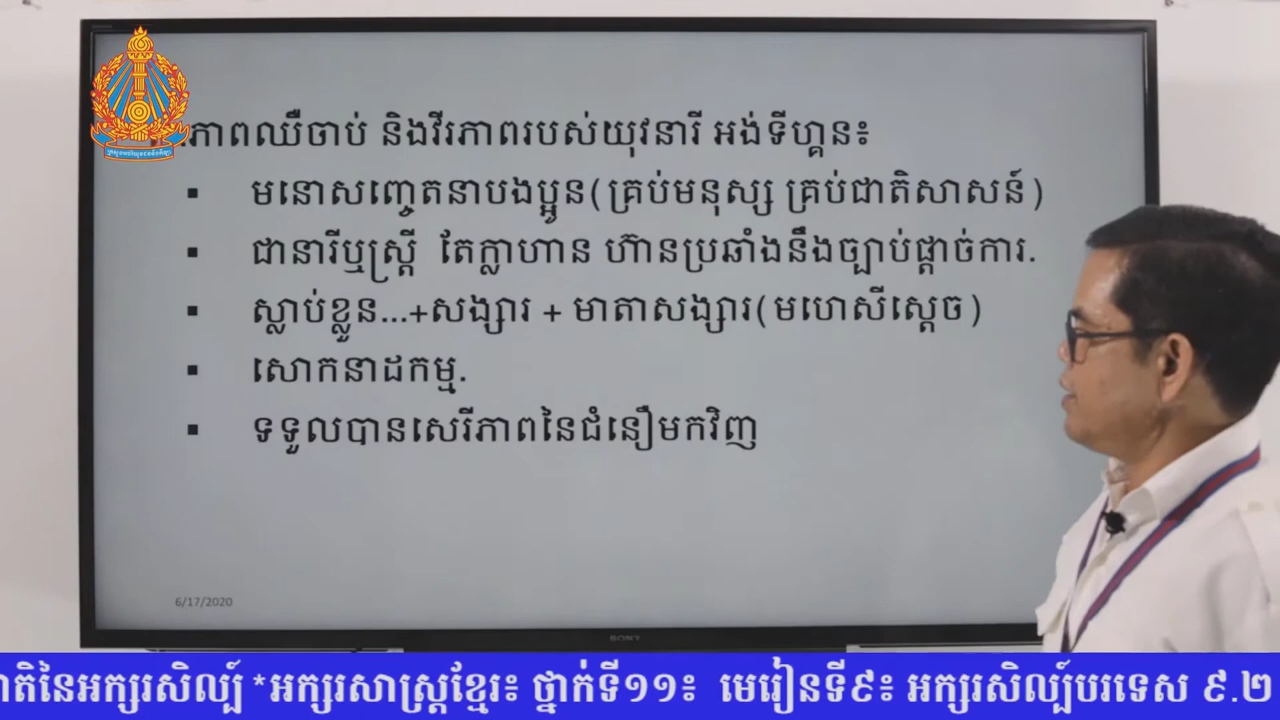 ភាពឈឺចាប់ និងវីរភាពរបស់យុវនារី អង់ទីហ្គន៖
▪ មនោសញ្ចេតនាបងប្អូន(គ្រប់មនុស្ស គ្រប់ជាតិសាសន៍)
▪ ជានារីឬស្ត្រី តែក្លាហាន ហ៊ានប្រឆាំងនឹងច្បាប់ផ្ដាច់ការ.
▪ ស្លាប់ខ្លួន...+សង្សារ + មាតាសង្សារ(មហេសីស្ដេច)
▪ សោកនាដកម្ម.
▪ ទទួលបានសេរីភាពនៃជំនឿមកវិញ
6/17/2020
SONY
នៃអក្សរសិល្ប៍ *អក្សរសាស្ត្រខ្មែរ៖ ថ្នាក់ទី១១៖ មេរៀនទី៩៖ អក្សរសិល្ប៍បរទេស ៩.២